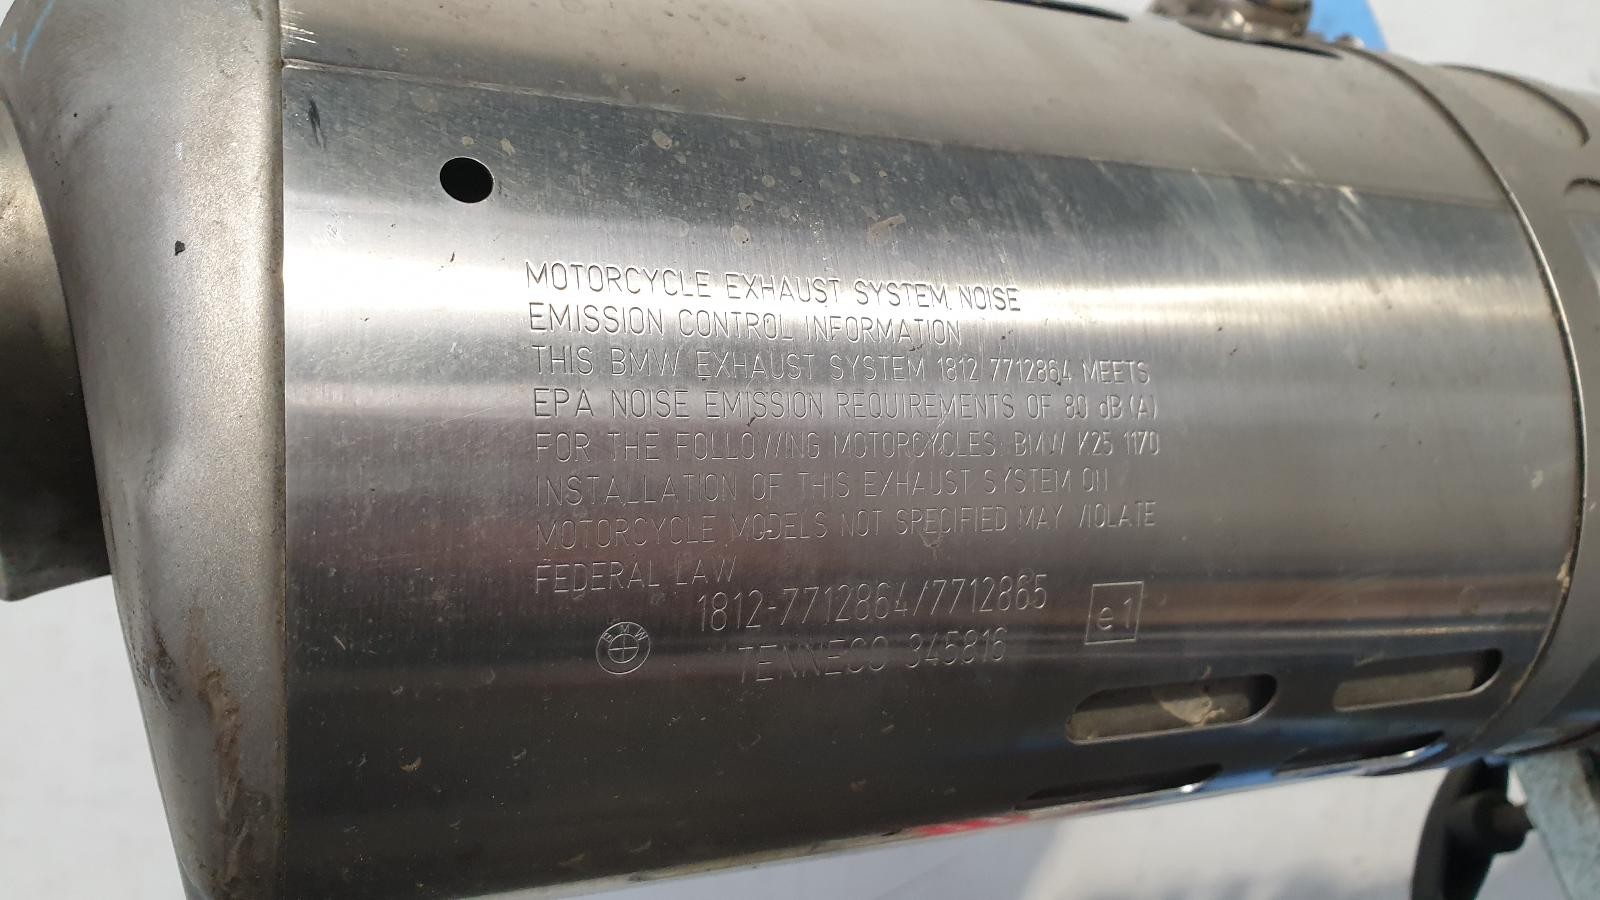 MOTORCYCLE EXHAUST SYSTEM NOISE
EMISSION CONTROL INFORMATION
THIS BMW EXHAUST SYSTEM 1812 7712864 MEETS
EPA NOISE EMISSION REQUIREMENTS OF 80 dB(A)
FOR THE FOLLOWING MOTORCYCLES: BMW K25 1170
INSTALLATION OF THIS EXHAUST SYSTEM ON
MOTORCYCLE MODELS NOT SPECIFIED MAY VIOLATE
FEDERAL LAW
1812-7712864/7712865
BMW
TENNECO 345816
e1